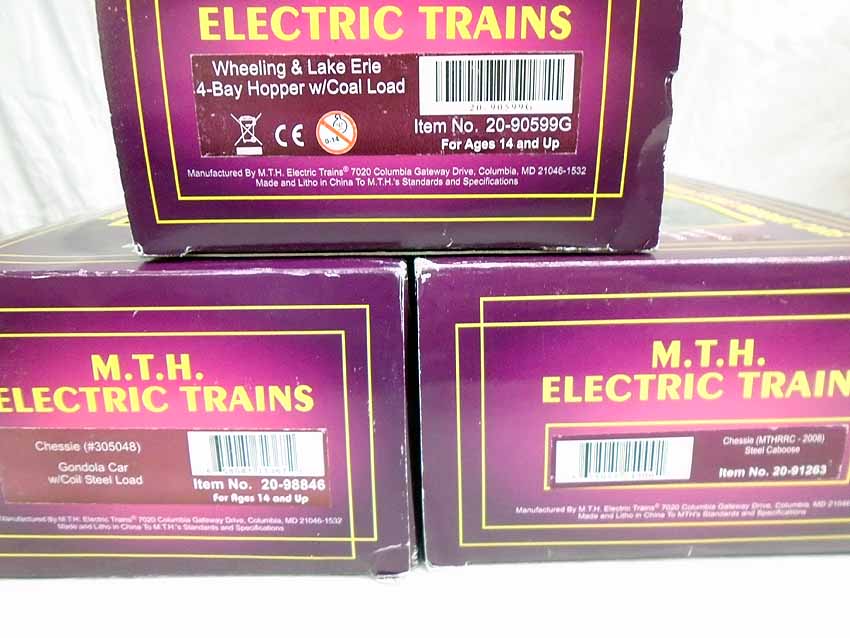 ELECTRIC TRAINS
Wheeling & Lake Erie
4-Bay Hopper w/Coal Load
20-90599G
Item No. 20-90599G
For Ages 14 and Up
CE
0-14
Manufactured By M.T.H. Electric Trains® 7020 Columbia Gateway Drive, Columbia, MD 21046-1532
Made and Litho in China To M.T.H.'s Standards and Specifications
M.T.H.
ELECTRIC TRAINS
Chessie (#305048)
Gondola Car
w/Coil Steel Load
Item No. 20-98846
For Ages 14 and Up
Manufactured By M.T.H. Electric Trains® 7020 Columbia Gateway Drive, Columbia, MD 21046-1532
Made and Litho in China To M.T.H.'s Standards and Specifications
M.T.H.
ELECTRIC TRAIN
Chessie (MTHRRC - 2008)
Steel Caboose
Item No. 20-91263
Manufactured By M.T.H. Electric Trains® 7020 Columbia Gateway Drive, Columbia, MD 21046
Made and Litho in China To MTH's Standards and Specifications